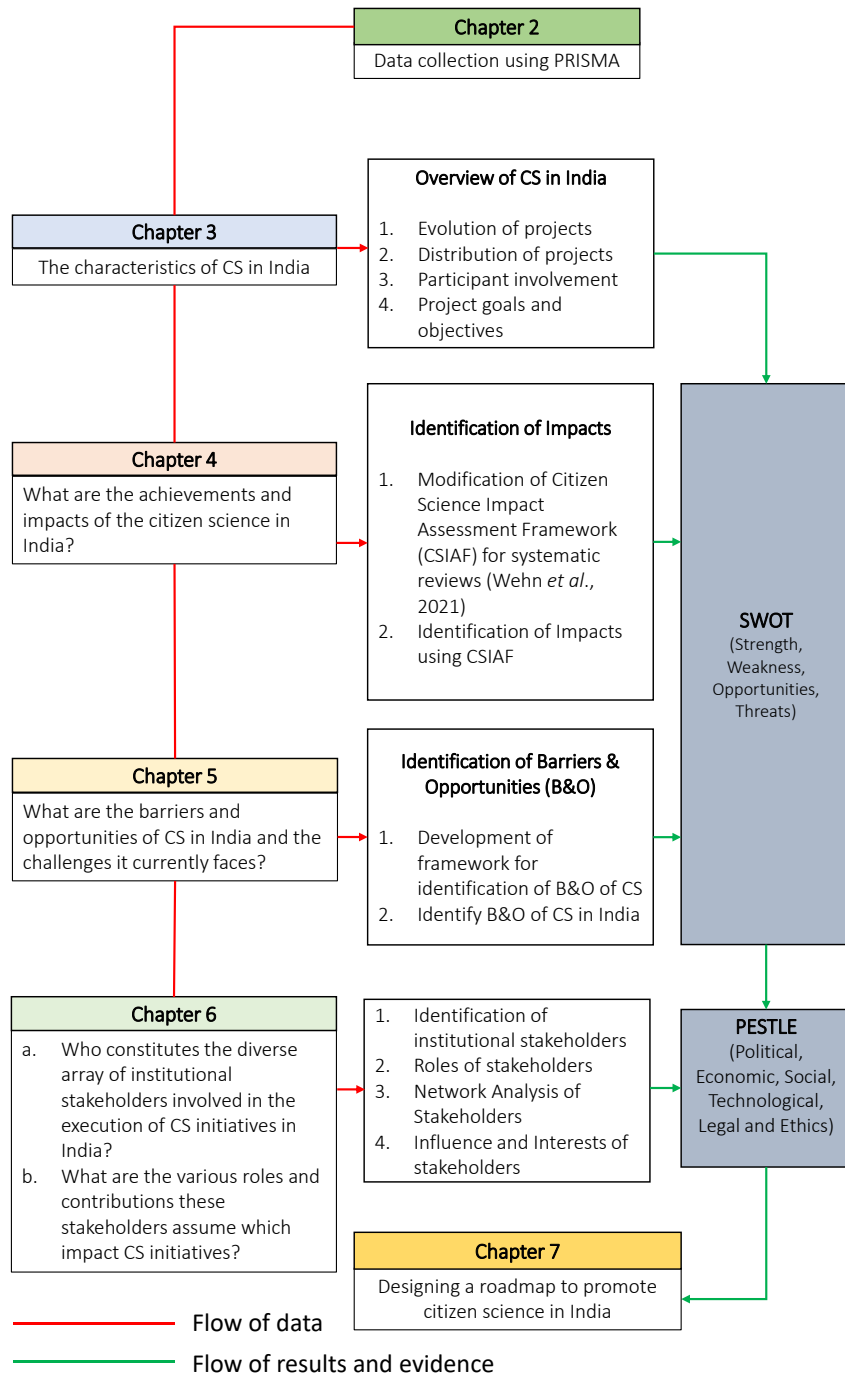 Chapter 2
Data collection using PRISMA
Chapter 3
The characteristics of CS in India
Overview of CS in India
1. Evolution of projects
2. Distribution of projects
3. Participant involvement
4. Project goals and
objectives
Chapter 4
What are the achievements and
impacts of the citizen science in
India?
Identification of Impacts
1. Modification of Citizen
Science Impact
Assessment Framework
(CSIAF) for systematic
reviews (Wehn et al.,
2021)
2. Identification of Impacts
using CSIAF
SWOT
(Strength,
Weakness,
Opportunities,
Threats)
Chapter 5
What are the barriers and
opportunities of CS in India and the
challenges it currently faces?
Identification of Barriers &
Opportunities (B&O)
1. Development of
framework for
identification of B&O of CS
2. Identify B&O of CS in India
Chapter 6
a. Who constitutes the diverse
array of institutional
stakeholders involved in the
execution of CS initiatives in
India?
b. What are the various roles and
contributions these
stakeholders assume which
impact CS initiatives?
1. Identification of
institutional stakeholders
2. Roles of stakeholders
3. Network Analysis of
Stakeholders
4. Influence and Interests of
stakeholders
PESTLE
(Political,
Economic, Social,
Technological,
Legal and Ethics)
Chapter 7
Designing a roadmap to promote
citizen science in India
Flow of data
Flow of results and evidence